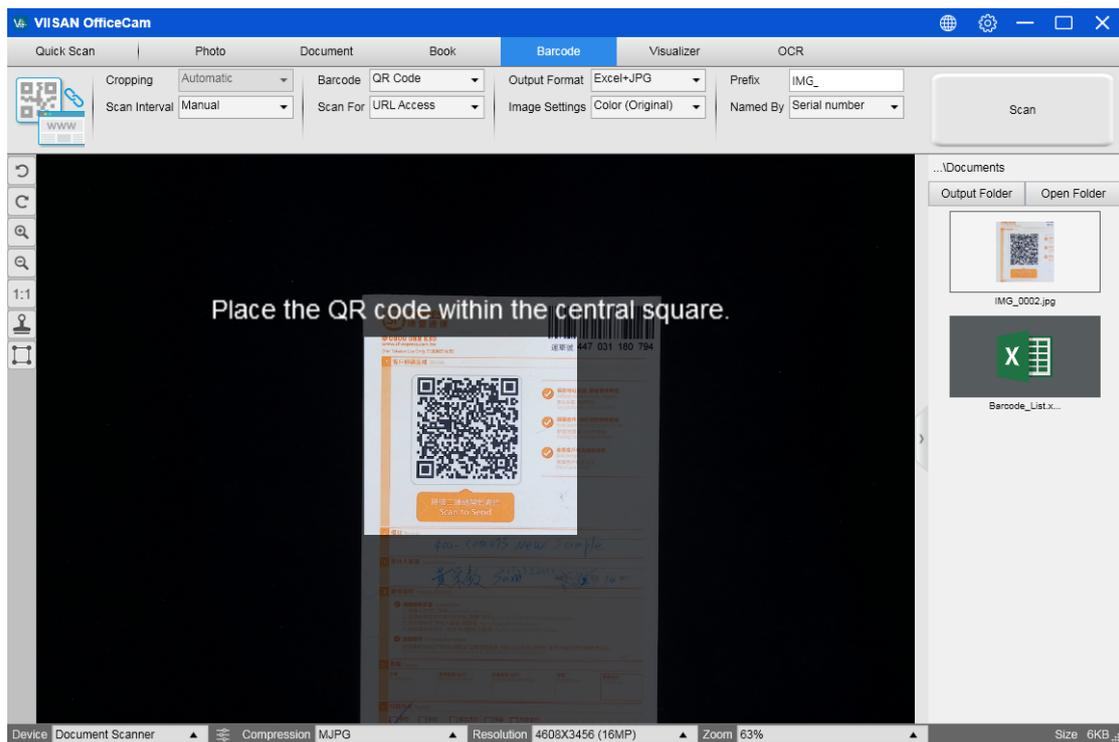 VIISAN OfficeCam
Quick Scan Photo Document Book Barcode Visualizer OCR
Cropping Automatic Barcode QR Code Output Format Excel+JPG Prefix IMG_
Scan Interval Manual Scan For URL Access Image Settings Color (Original) Named By Serial number
WWW
Scan
...\Documents
Output Folder Open Folder
1:1
Place the QR code within the central square.
447 031 160 794
Scan to Send
IMG_0002.jpg
Barcode_List.x...
Device Document Scanner Compression MJPG Resolution 4608X3456 (16MP) Zoom 63% Size 6KB